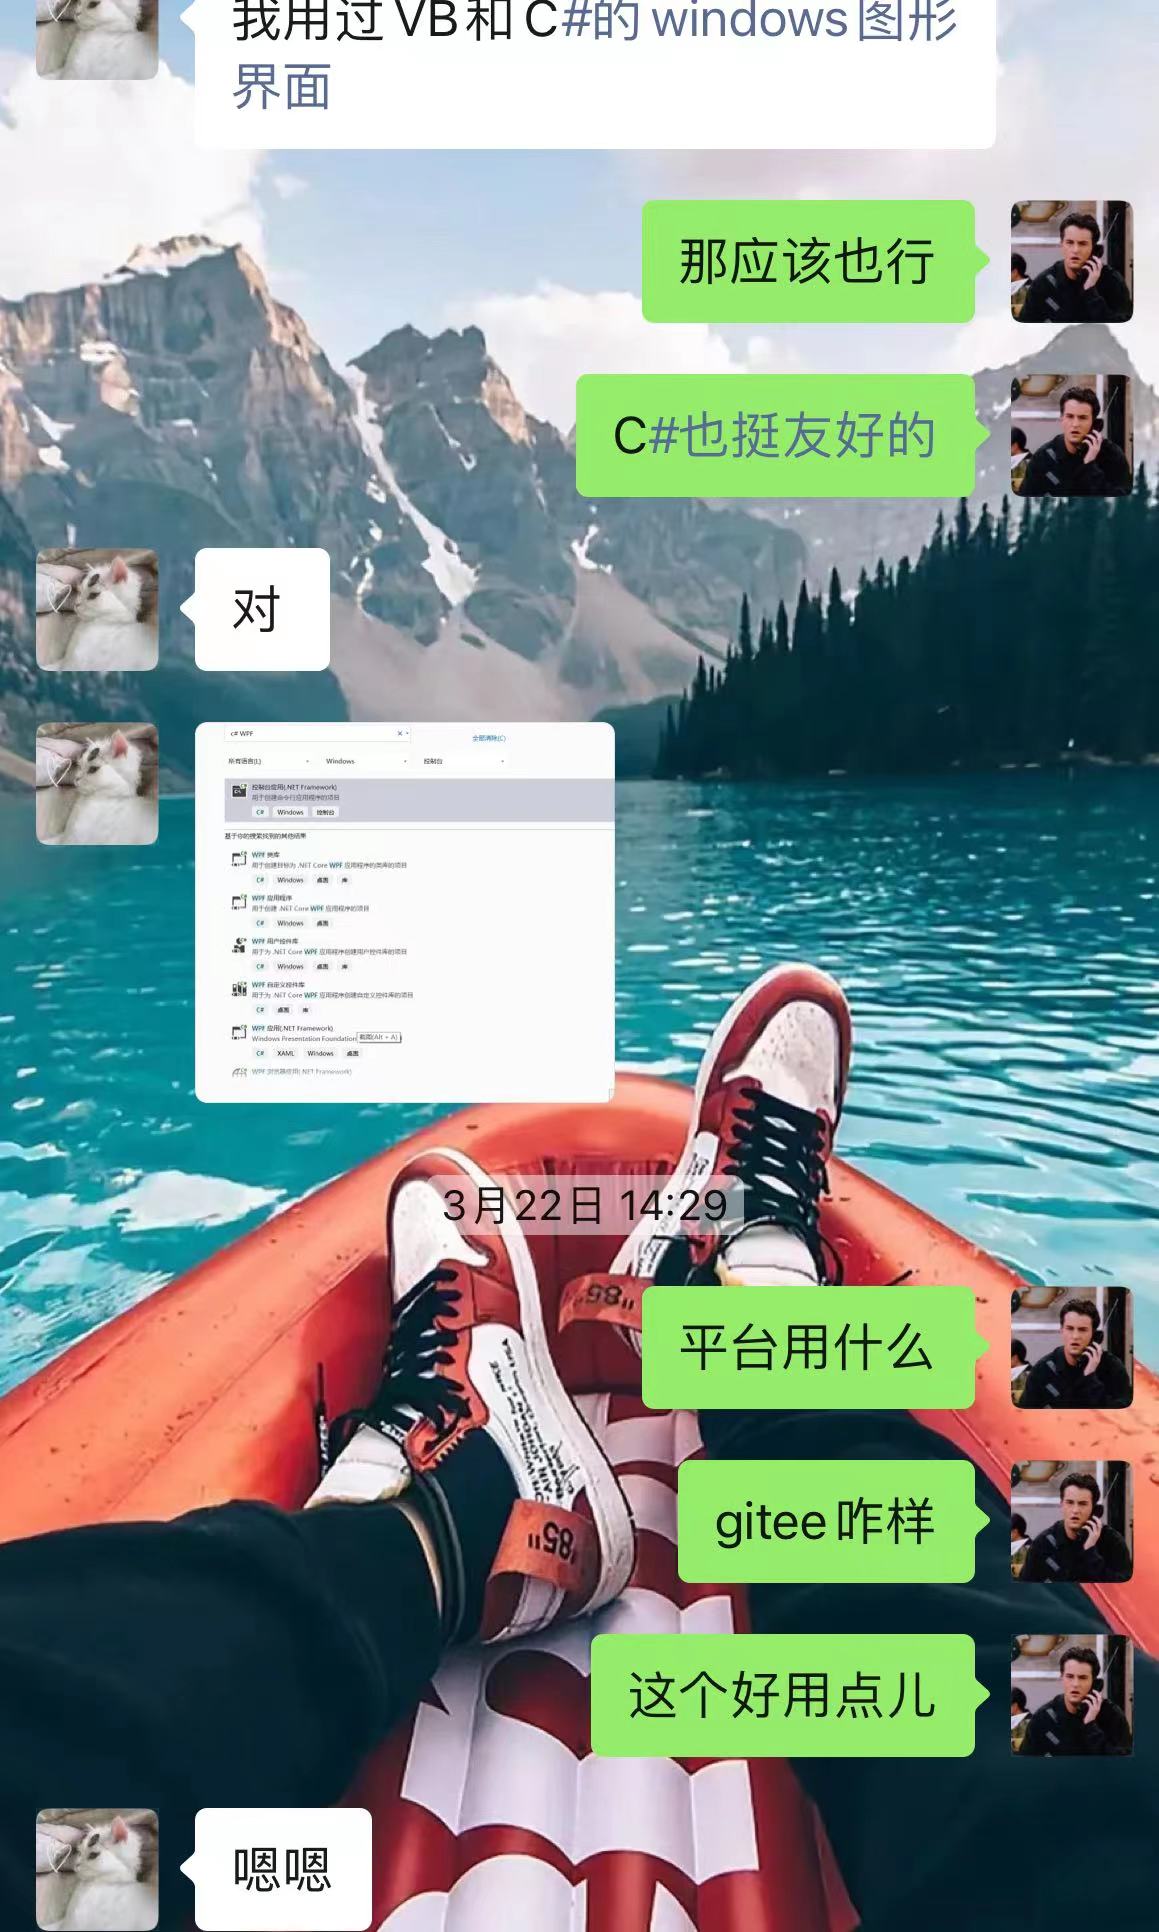 我用过VB和C#的windows图形
界面
那应该也行
C#也挺友好的
对
c# WPF
全部清除(C)
所有语言(L) Windows 控制台
控制台应用(.NET Framework)
用于创建命令行应用程序的项目
C# Windows 控制台
基于你的搜索找到的其他结果
WPF 类库
用于创建目标为 .NET Core WPF 应用程序的类库的项目
C# Windows 桌面 库
WPF 应用程序
用于创建 .NET Core WPF 应用程序的项目
C# Windows 桌面
WPF 用户控件库
用于为 .NET Core WPF 应用程序创建用户控件库的项目
C# Windows 桌面 库
WPF 自定义控件库
用于为 .NET Core WPF 应用程序创建自定义控件库的项目
C# 桌面 库
WPF 应用(.NET Framework)
Windows Presentation Foundation
截图(Alt + A)
C# XAML Windows 桌面
WPF 浏览器应用(.NET Framework)
3月22日 14:29
"85"
平台用什么
gitee咋样
"85"
这个好用点儿
嗯嗯